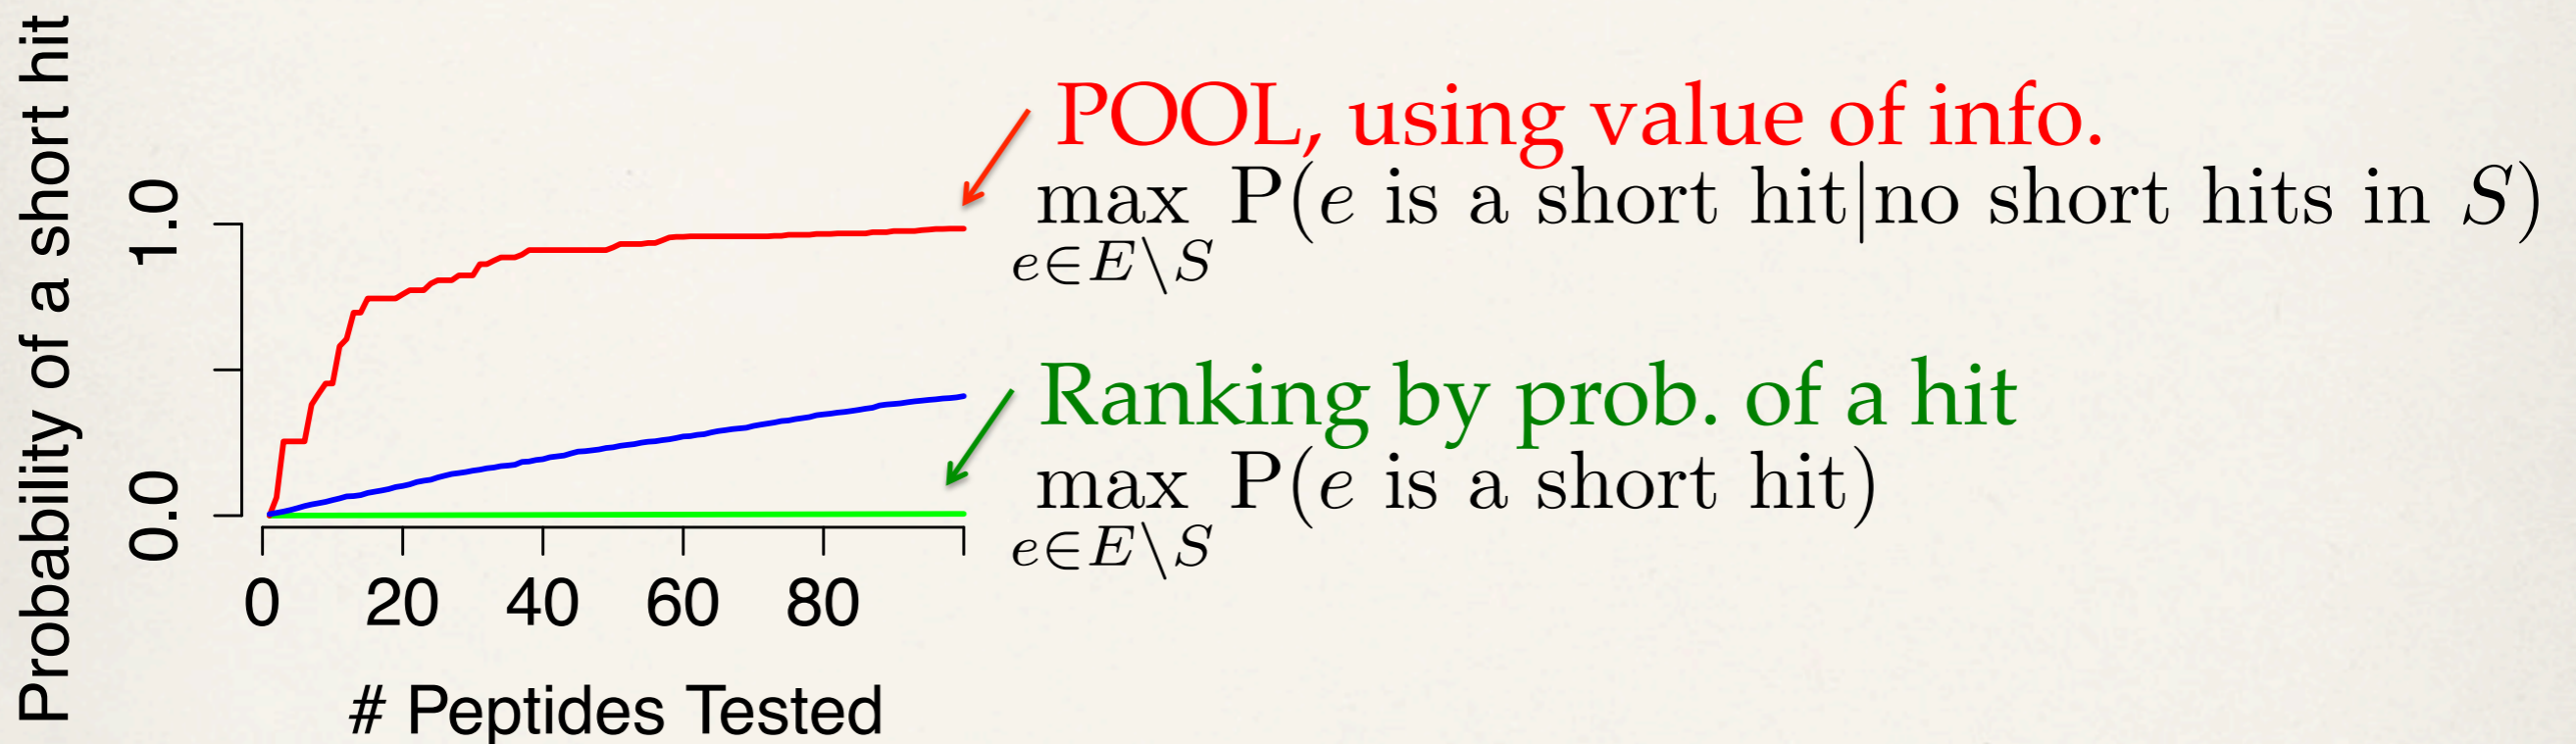 Probability of a short hit
1.0
0.0
0 20 40 60 80
# Peptides Tested
POOL, using value of info.
max P(e is a short hit|no short hits in S)
e∈E\S
Ranking by prob. of a hit
max P(e is a short hit)
e∈E\S